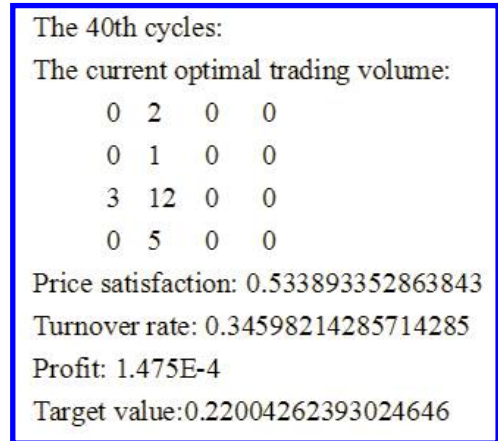 The 40th cycles:
The current optimal trading volume:
0 2 0 0
0 1 0 0
3 12 0 0
0 5 0 0
Price satisfaction: 0.533893352863843
Turnover rate: 0.34598214285714285
Profit: 1.475E-4
Target value:0.22004262393024646